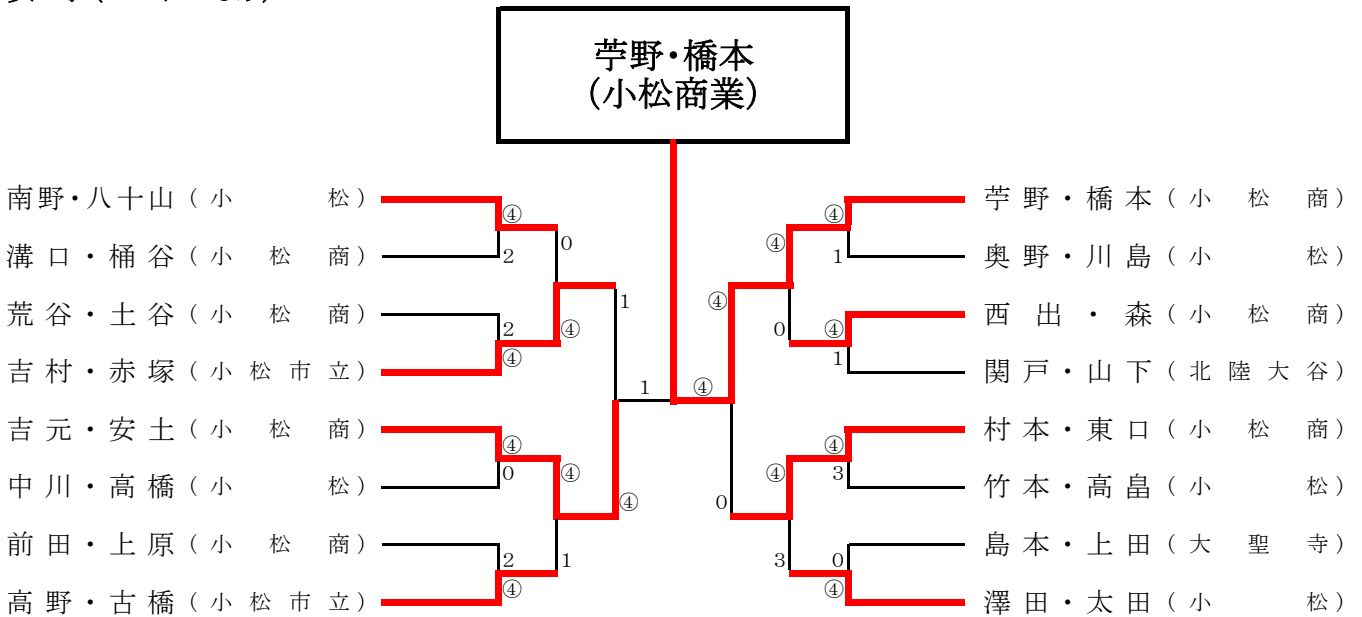 苧野・橋本
(小松商業)
南野・八十山（小松）
④
溝口・桶谷（小松商）
2
0
荒谷・土谷（小松商）
2
④
1
吉村・赤塚（小松市立）
④
吉元・安土（小松商）
④
中川・高橋（小松）
0
④
④
前田・上原（小松商）
2
1
高野・古橋（小松市立）
④
1
④
苧野・橋本（小松商）
④
奥野・川島（小松）
1
④
西出・森（小松商）
④
0
④
関戸・山下（北陸大谷）
1
村本・東口（小松商）
④
竹本・高畠（小松）
3
④
0
島本・上田（大聖寺）
0
3
澤田・太田（小松）
④